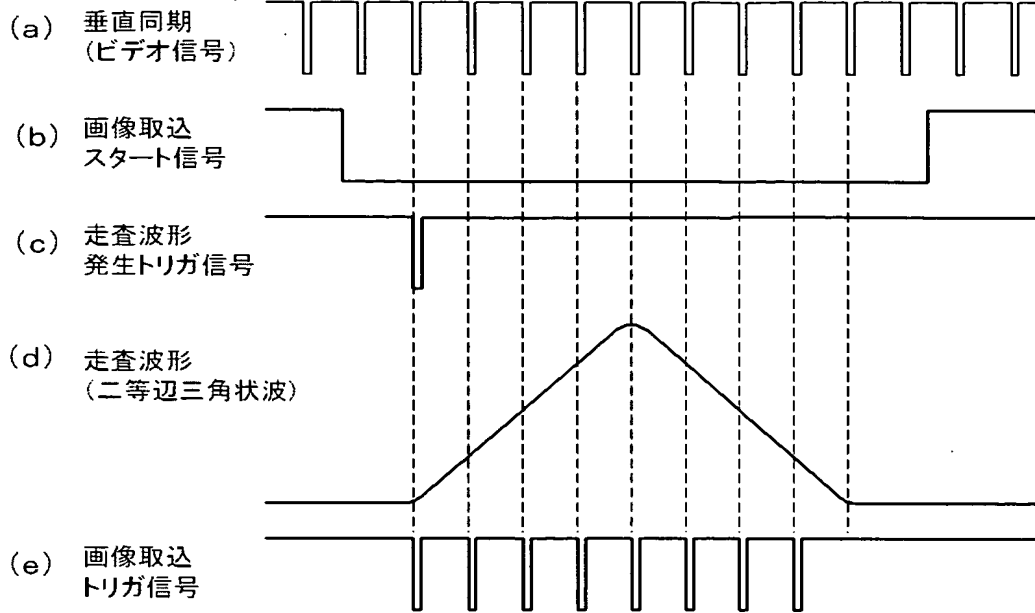 (a) 垂直同期
(ビデオ信号)
(b) 画像取込
スタート信号
(c) 走査波形
発生トリガ信号
(d) 走査波形
(二等辺三角状波)
(e) 画像取込
トリガ信号